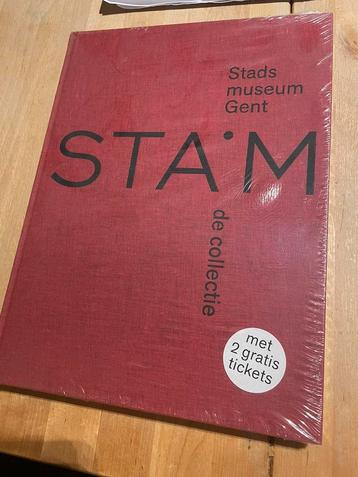 Stads
museum
Gent
STA·M
de collectie
met
2 gratis
tickets